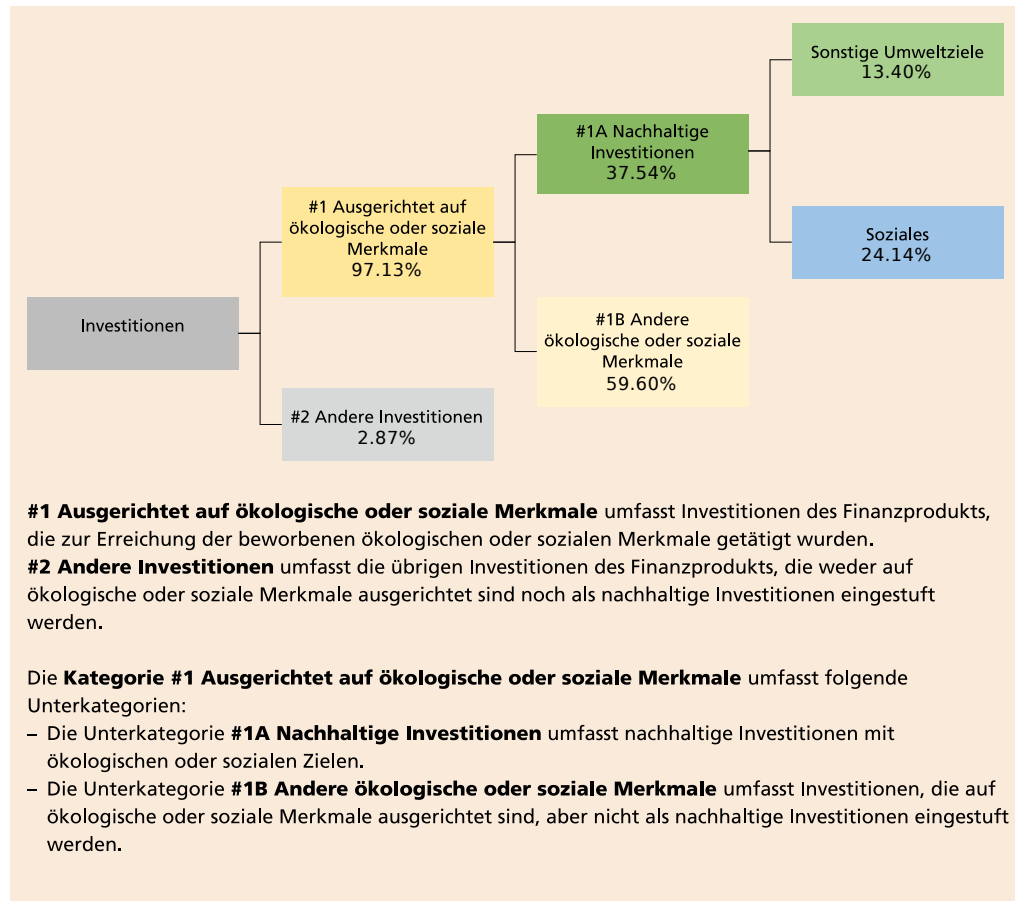 Sonstige Umweltziele
13.40%
#1A Nachhaltige
Investitionen
37.54%
#1 Ausgerichtet auf
ökologische oder soziale
Merkmale
97.13%
Soziales
24.14%
Investitionen
#1B Andere
ökologische oder soziale
Merkmale
59.60%
#2 Andere Investitionen
2.87%
#1 Ausgerichtet auf ökologische oder soziale Merkmale umfasst Investitionen des Finanzprodukts,
die zur Erreichung der beworbenen ökologischen oder sozialen Merkmale getätigt wurden.
#2 Andere Investitionen umfasst die übrigen Investitionen des Finanzprodukts, die weder auf
ökologische oder soziale Merkmale ausgerichtet sind noch als nachhaltige Investitionen eingestuft
werden.
Die Kategorie #1 Ausgerichtet auf ökologische oder soziale Merkmale umfasst folgende
Unterkategorien:
– Die Unterkategorie #1A Nachhaltige Investitionen umfasst nachhaltige Investitionen mit
ökologischen oder sozialen Zielen.
– Die Unterkategorie #1B Andere ökologische oder soziale Merkmale umfasst Investitionen, die auf
ökologische oder soziale Merkmale ausgerichtet sind, aber nicht als nachhaltige Investitionen eingestuft
werden.